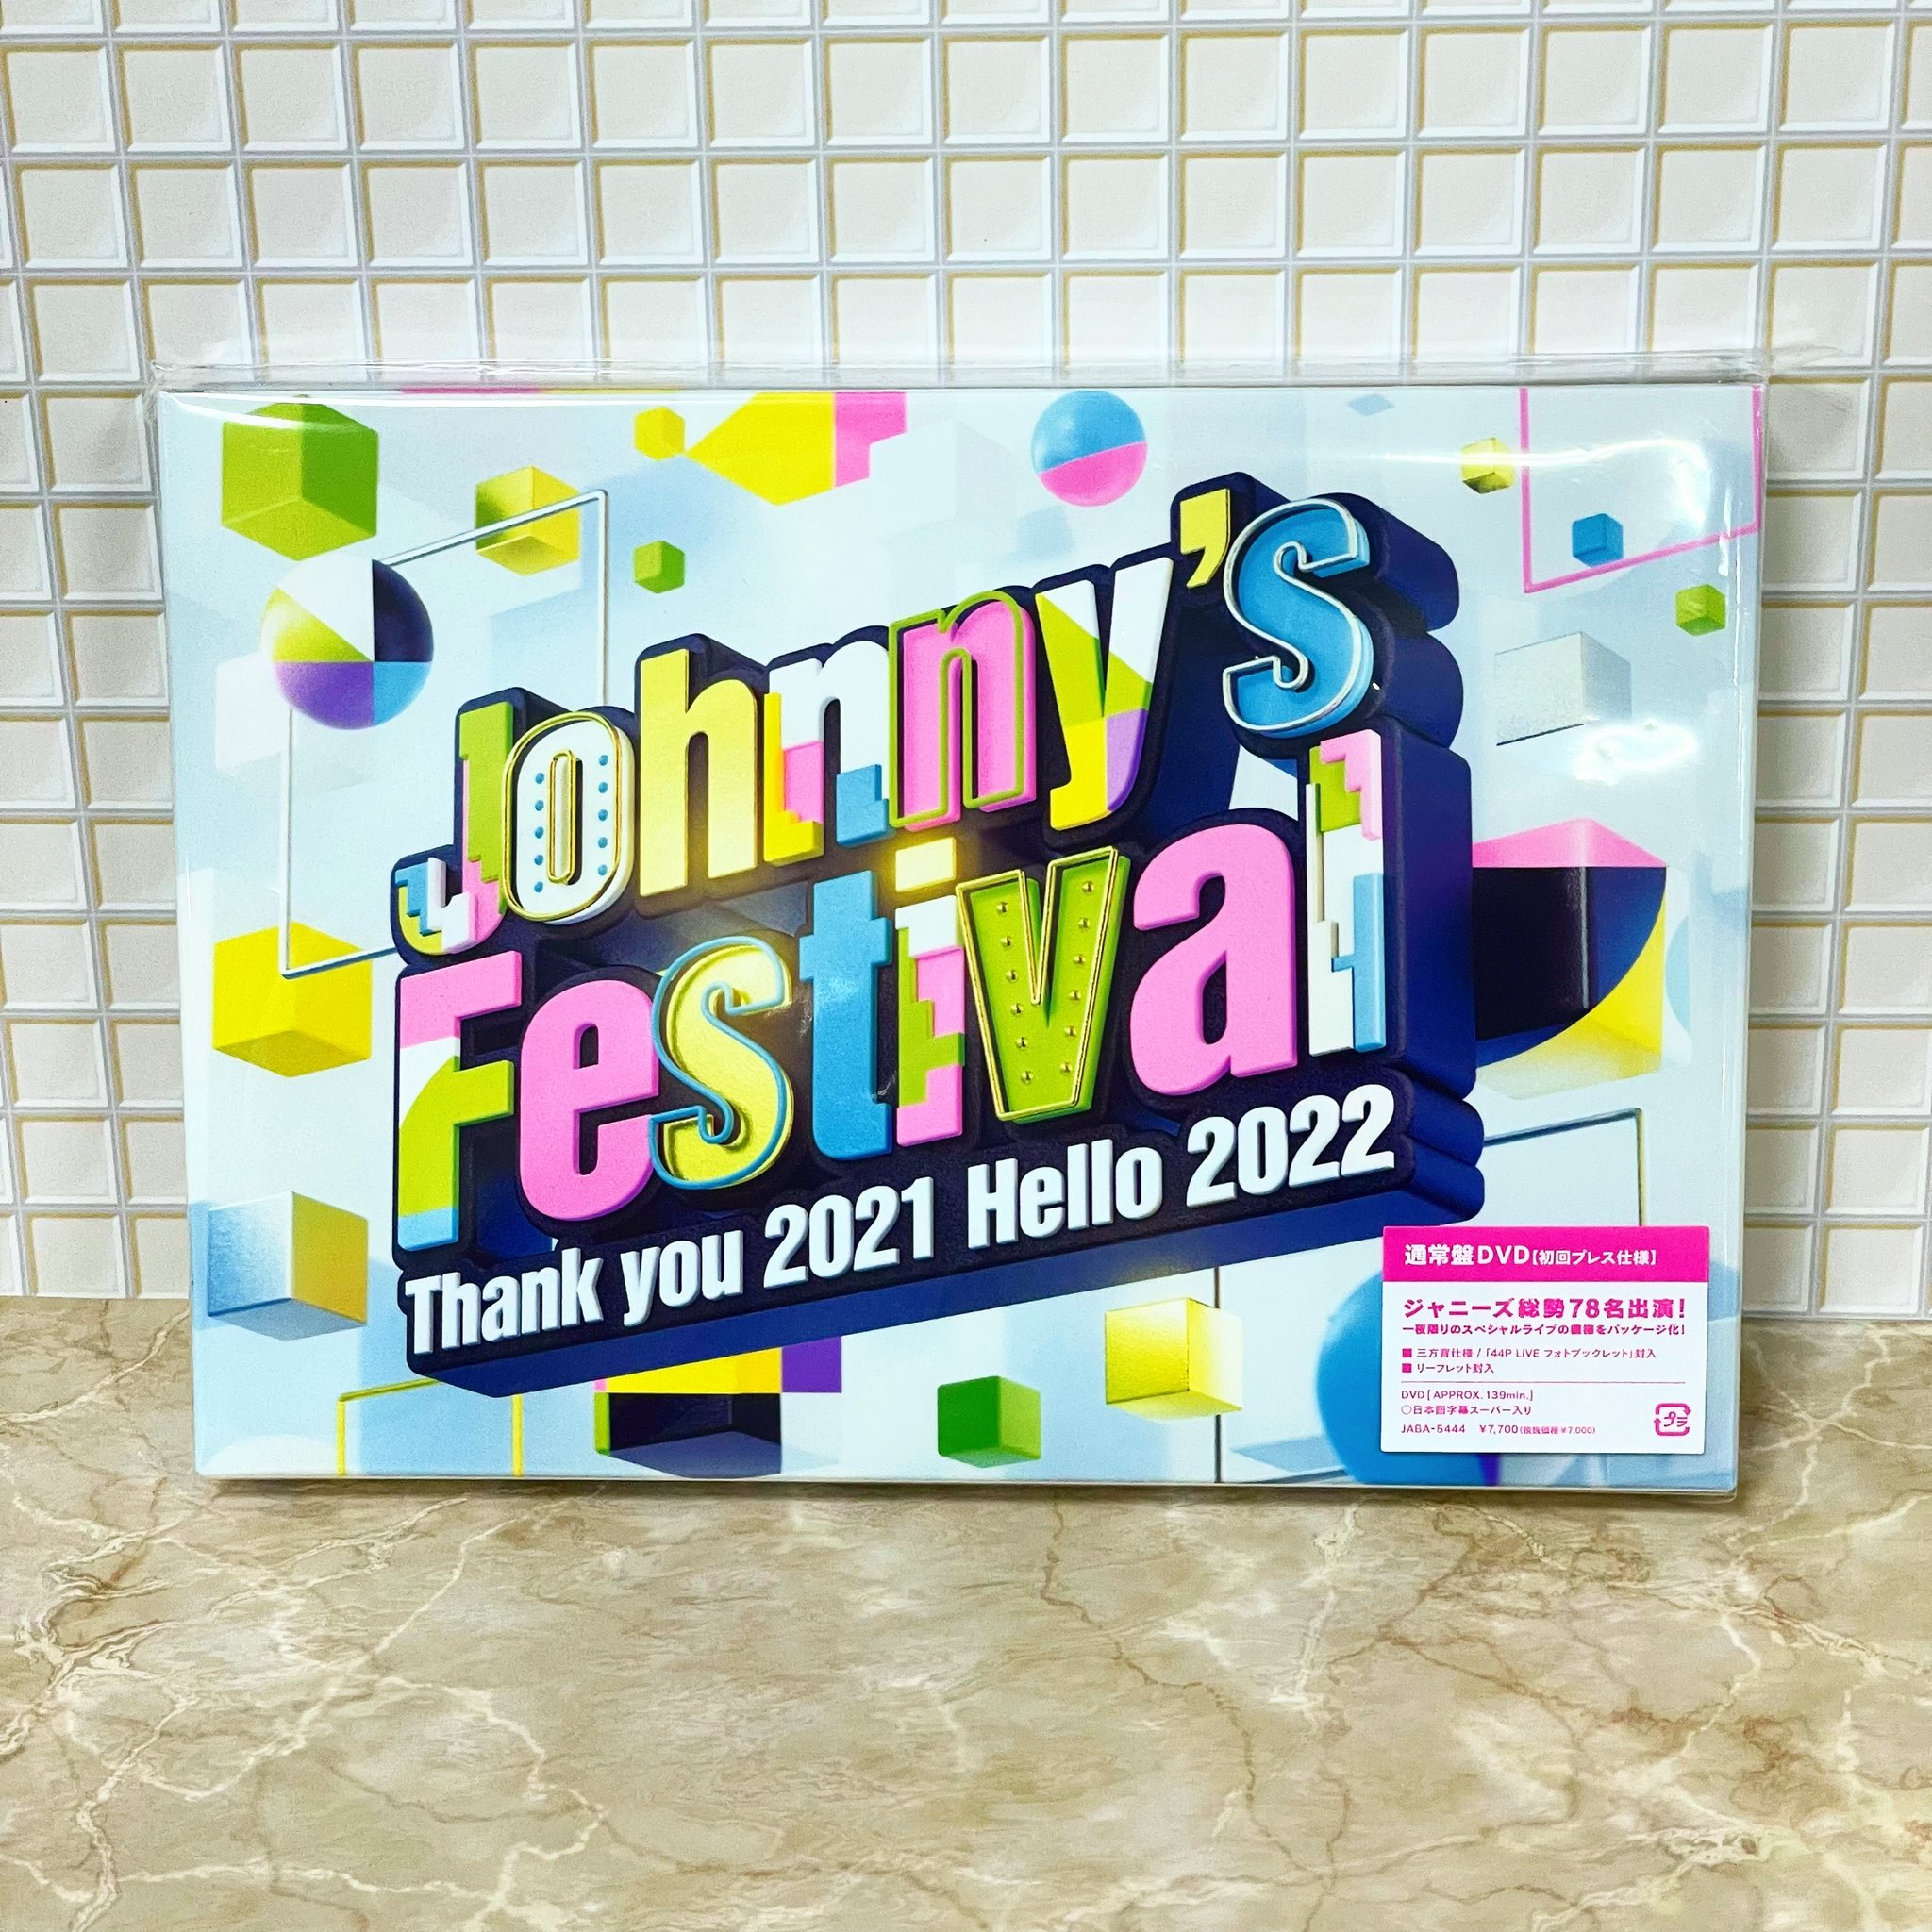 Johnny's
Festival
Thank you 2021 Hello 2022
通常盤DVD【初回プレス仕様】
ジャニーズ総勢78名出演！
一夜限りのスペシャルライブの模様をパッケージ化！
■ 三方背仕様 /「44P LIVE フォトブックレット」封入
■ リーフレット封入
DVD[ APPROX. 139min.]
○日本語字幕スーパー入り
JABA-5444 ¥7,700(税抜価格¥7,000)
プラ